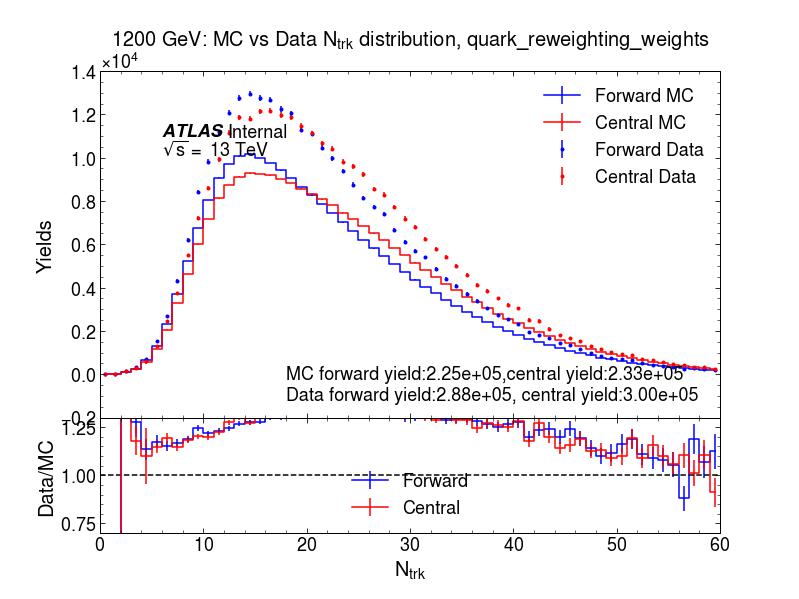 1200 GeV: MC vs Data N_trk distribution, quark_reweighting_weights
×10⁴
1.4
1.2
1.0
0.8
0.6
0.4
0.2
0.0
0.2
Yields
ATLAS Internal
√s = 13 TeV
Forward MC
Central MC
Forward Data
Central Data
MC forward yield:2.25e+05,central yield:2.33e+05
Data forward yield:2.88e+05, central yield:3.00e+05
1.25
1.00
0.75
Data/MC
Forward
Central
0 10 20 30 40 50 60
N_trk